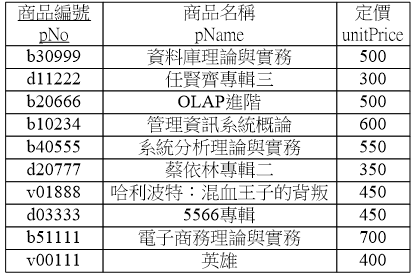 商品編號 商品名稱 定價
pNo pName unitPrice
b30999 資料庫理論與實務 500
d11222 任賢齊專輯三 300
b20666 OLAP進階 500
b10234 管理資訊系統概論 600
b40555 系統分析理論與實務 550
d20777 蔡依林專輯二 350
v01888 哈利波特：混血王子的背叛 450
d03333 5566專輯 450
b51111 電子商務理論與實務 700
v00111 英雄 400